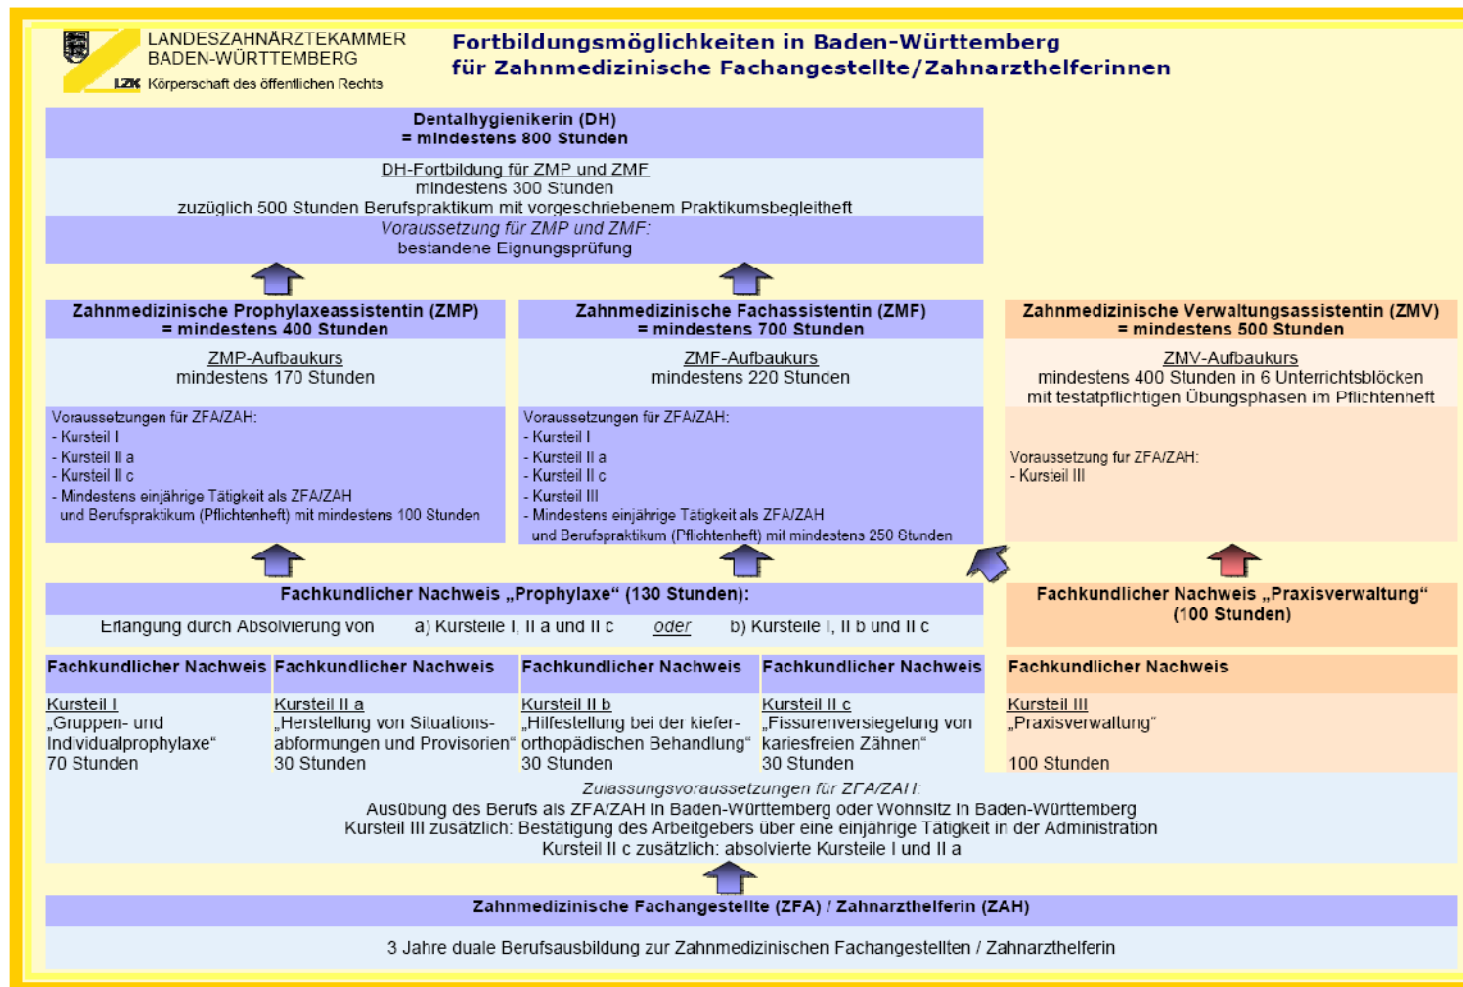 LANDESZAHNÄRZTEKAMMER
BADEN-WÜRTTEMBERG
LZK Körperschaft des öffentlichen Rechts
Fortbildungsmöglichkeiten in Baden-Württemberg
für Zahnmedizinische Fachangestellte/Zahnarzthelferinnen
Dentalhygienikerin (DH)
= mindestens 800 Stunden
DH-Fortbildung für ZMP und ZMF
mindestens 300 Stunden
zuzüglich 500 Stunden Berufspraktikum mit vorgeschriebenem Praktikumsbegleitheft
Voraussetzung für ZMP und ZMF:
bestandene Eignungsprüfung
Zahnmedizinische Prophylaxeassistentin (ZMP)
= mindestens 400 Stunden
ZMP-Aufbaukurs
mindestens 170 Stunden
Voraussetzungen für ZFA/ZAH:
- Kursteil I
- Kursteil II a
- Kursteil II c
- Mindestens einjährige Tätigkeit als ZFA/ZAH
und Berufspraktikum (Pflichtenheft) mit mindestens 100 Stunden
Zahnmedizinische Fachassistentin (ZMF)
= mindestens 700 Stunden
ZMF-Aufbaukurs
mindestens 220 Stunden
Voraussetzungen für ZFA/ZAH:
- Kursteil I
- Kursteil II a
- Kursteil II c
- Kursteil III
- Mindestens einjährige Tätigkeit als ZFA/ZAH
und Berufspraktikum (Pflichtenheft) mit mindestens 250 Stunden
Zahnmedizinische Verwaltungsassistentin (ZMV)
= mindestens 500 Stunden
ZMV-Aufbaukurs
mindestens 400 Stunden in 6 Unterrichtsblöcken
mit testatpflichtigen Übungsphasen im Pflichtenheft
Voraussetzung fur ZFA/ZAH:
- Kursteil III
Fachkundlicher Nachweis „Prophylaxe“ (130 Stunden):
Erlangung durch Absolvierung von a) Kursteile I, II a und II c oder b) Kursteile I, II b und II c
Fachkundlicher Nachweis „Praxisverwaltung“
(100 Stunden)
Fachkundlicher Nachweis
Kursteil I
„Gruppen- und
Individualprophylaxe“
70 Stunden
Fachkundlicher Nachweis
Kursteil II a
„Herstellung von Situations-
abformungen und Provisorien“
30 Stunden
Fachkundlicher Nachweis
Kursteil II b
„Hilfestellung bei der kiefer-
orthopädischen Behandlung“
30 Stunden
Fachkundlicher Nachweis
Kursteil II c
„Fissurenversiegelung von
kariesfreien Zähnen“
30 Stunden
Fachkundlicher Nachweis
Kursteil III
„Praxisverwaltung“
100 Stunden
Zulassungsvoraussetzungen für ZFA/ZAH:
Ausübung des Berufs als ZFA/ZAH in Baden-Württemberg oder Wohnsitz in Baden-Württemberg
Kursteil III zusätzlich: Bestätigung des Arbeitgebers über eine einjährige Tätigkeit in der Administration
Kursteil II c zusätzlich: absolvierte Kursteile I und II a
Zahnmedizinische Fachangestellte (ZFA) / Zahnarzthelferin (ZAH)
3 Jahre duale Berufsausbildung zur Zahnmedizinischen Fachangestellten / Zahnarzthelferin